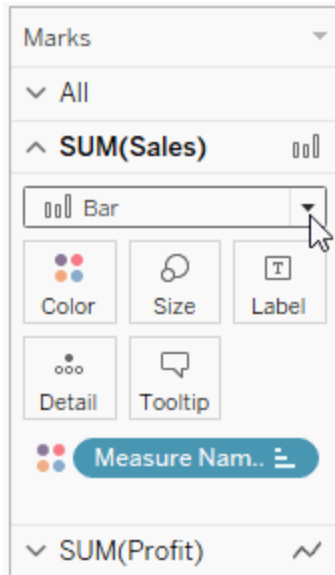 Marks
All
SUM(Sales)
Bar
Color Size Label
T
Detail Tooltip
Measure Nam..
SUM(Profit)